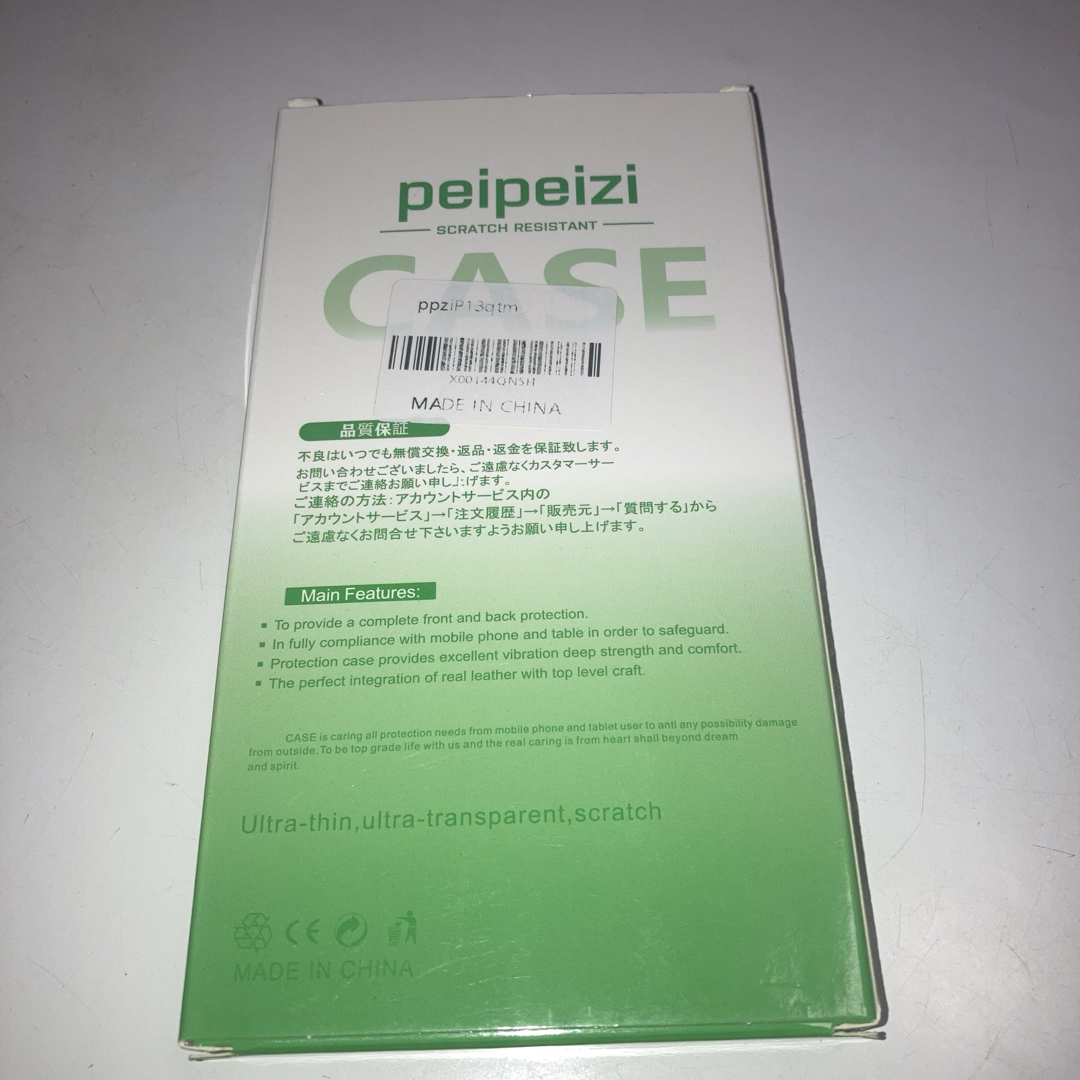 peipeizi
SCRATCH RESISTANT
CASE
ppziP13qtm
X00144QN5H
MADE IN CHINA
品質保証
不良はいつでも無償交換・返品・返金を保証致します。
お問い合わせございましたら、ご遠慮なくカスタマーサー
ビスまでご連絡お願い申し上げます。
ご連絡の方法:アカウントサービス内の
「アカウントサービス」→「注文履歴」→「販売元」→「質問する」から
ご遠慮なくお問合せ下さいますようお願い申し上げます。
Main Features:
▪ To provide a complete front and back protection.
▪ In fully compliance with mobile phone and table in order to safeguard.
▪ Protection case provides excellent vibration deep strength and comfort.
▪ The perfect integration of real leather with top level craft.
CASE is caring all protection needs from mobile phone and tablet user to anti any possibility damage
from outside.To be top grade life with us and the real caring is from heart shall beyond dream
and spirit.
Ultra-thin,ultra-transparent,scratch
CE
MADE IN CHINA